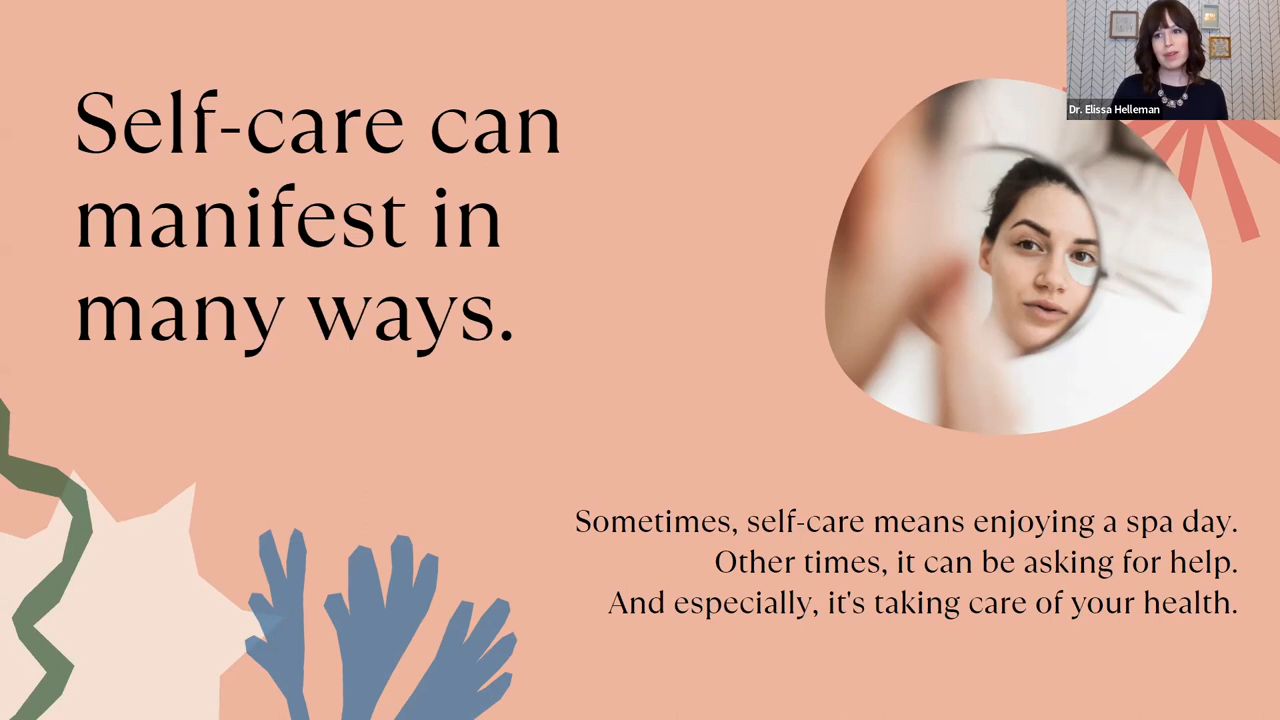 Self-care can
manifest in
many ways.
Dr. Elissa Helleman
Sometimes, self-care means enjoying a spa day.
Other times, it can be asking for help.
And especially, it's taking care of your health.